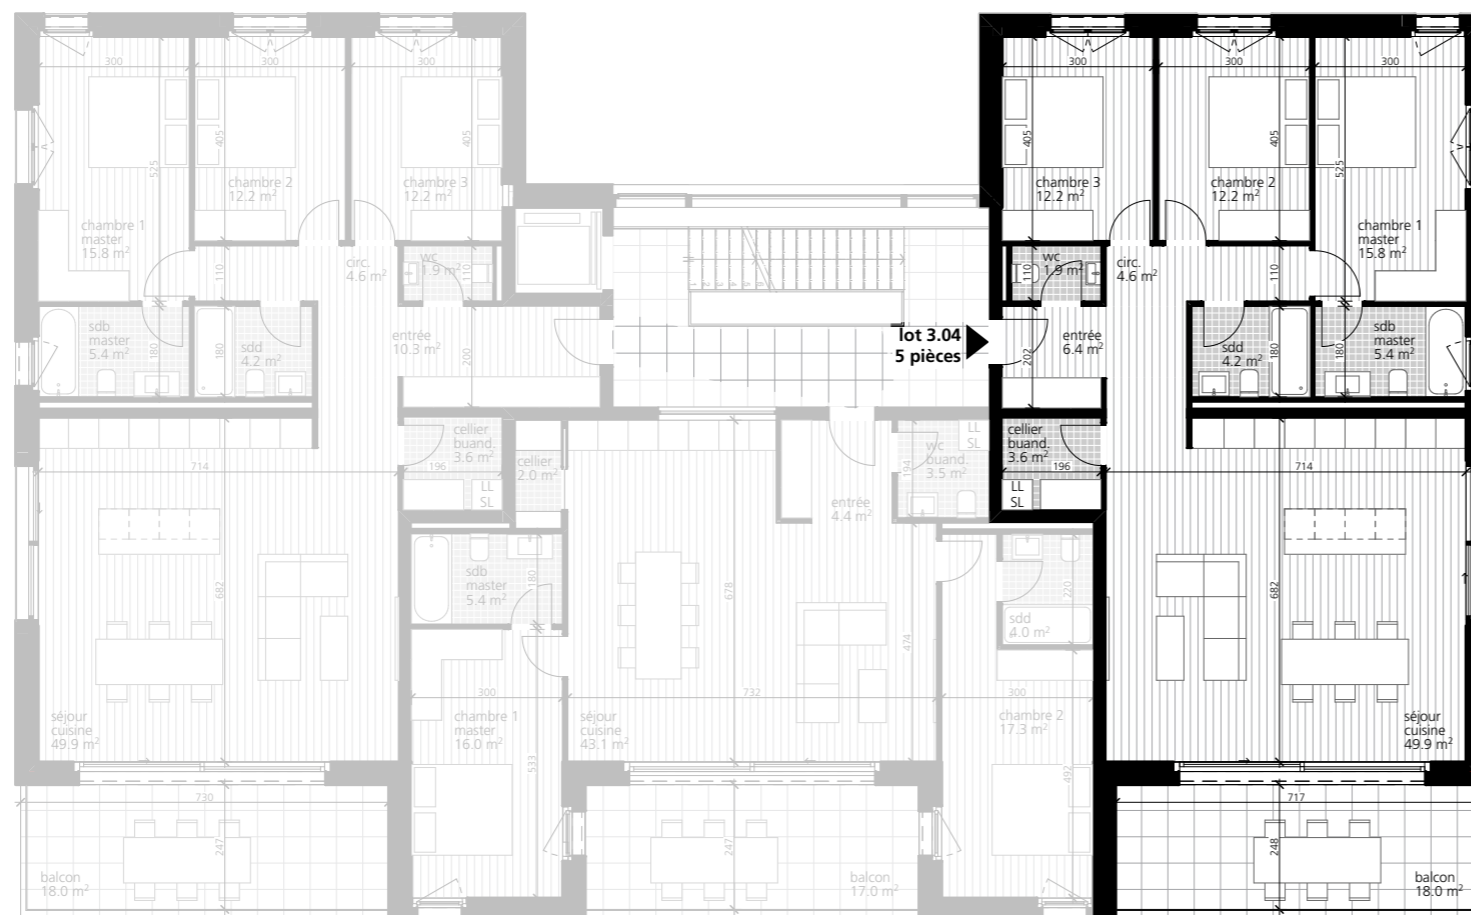 300
300
300
405
405
525
chambre 1
master
15.8 m²
chambre 2
12.2 m²
chambre 3
12.2 m²
110
circ.
4.6 m²
wc
1.9 m²
110
sdb
master
5.4 m²
180
180
sdd
4.2 m²
entrée
10.3 m²
200
cellier
buand.
3.6 m²
196
LL
SL
cellier
2.0 m²
714
682
séjour
cuisine
49.9 m²
730
247
balcon
18.0 m²
sdb
master
5.4 m²
180
300
chambre 1
master
16.0 m²
533
678
732
474
séjour
cuisine
43.1 m²
entrée
4.4 m²
194
wc
buand.
3.5 m²
LL
SL
220
sdd
4.0 m²
300
chambre 2
17.3 m²
492
247
balcon
17.0 m²
lot 3.04
5 pièces
300
300
300
405
405
525
chambre 3
12.2 m²
chambre 2
12.2 m²
chambre 1
master
15.8 m²
wc
1.9 m²
110
circ.
4.6 m²
110
entrée
6.4 m²
202
sdd
4.2 m²
180
180
sdb
master
5.4 m²
cellier
buand.
3.6 m²
196
LL
SL
714
682
séjour
cuisine
49.9 m²
717
248
balcon
18.0 m²